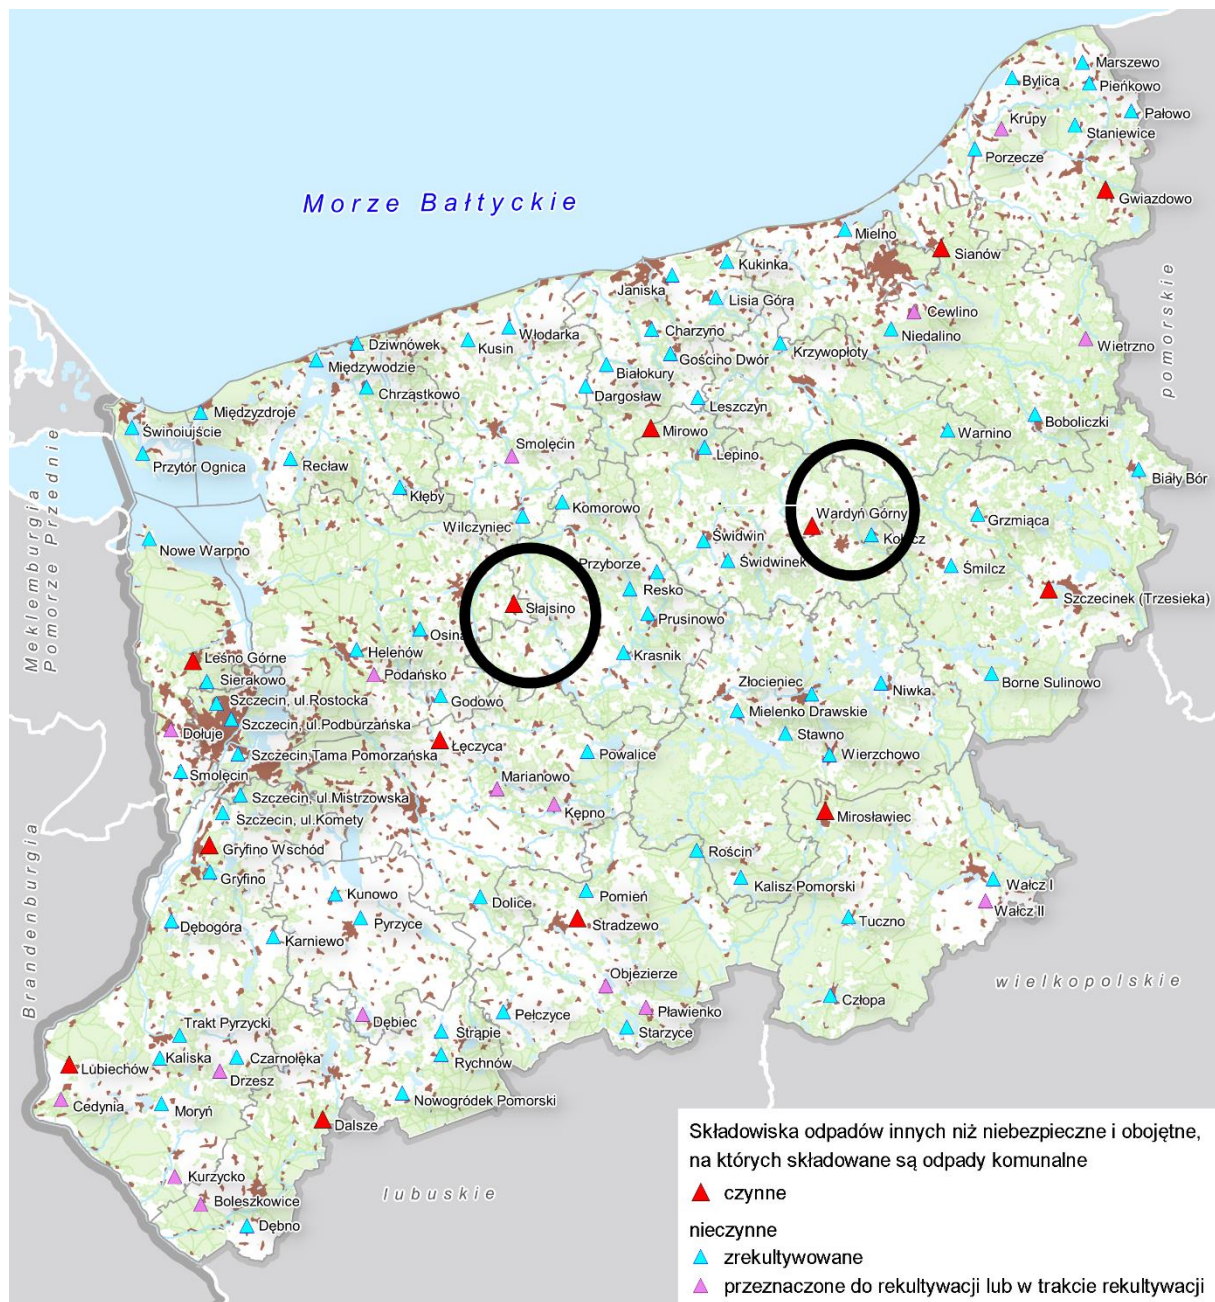 Marszewo
Bylica
Pieńkowo
Pałowo
Krupy
Staniewice
Porzecze
Gwiazdowo
Morze Bałtyckie
Mielno
Sianów
Kukinka
Janiska
Lisia Góra
pomorskie
Cewlino
Charzyno
Niedalino
Włodarka
Dziwnówek
Kusin
Wietrzno
Krzywopłoty
Gościno Dwór
Międzywodzie
Białokury
Chrząstkowo
Dargosław
Leszczyn
Międzyzdroje
Boboliczki
Świnoiujście
Mirowo
Warnino
Smolęcin
Lepino
Przytór Ognica
Recław
Biały Bór
Kłęby
Komorowo
Wardyń Górny
Grzmiąca
Wilczyniec
Świdwin
Kołacz
Nowe Warpno
Przyborze
Świdwinek
Śmilcz
Meklemburgia
Pomorze Przednie
Resko
Szczecinek (Trzesieka)
Słajsino
Prusinowo
Osina
Helenów
Krasnik
Leśno Górne
Podańsko
Sierakowo
Złocieniec
Niwka
Borne Sulinowo
Szczecin, ul.Rostocka
Godowo
Mielenko Drawskie
Szczecin, ul.Podburzańska
Dołuje
Stawno
Szczecin,Tama Pomorzańska
Łęczyca
Powalice
Wierzchowo
Smolęcin
Marianowo
Szczecin, ul.Mistrzowska
Kępno
Szczecin, ul.Komety
Mirosławiec
Brandenburgia
Gryfino Wschód
Rościn
Gryfino
Kalisz Pomorski
Wałcz I
Kunowo
Dolice
Pomień
Wałcz II
Dębogóra
Pyrzyce
Stradzewo
Tuczno
Karniewo
Objezierze
wielkopolskie
Człopa
Pełczyce
Pławienko
Dębiec
Starzyce
Trakt Pyrzycki
Strąpie
Kaliska
Czarnołęka
Rychnów
Lubiechów
Drzesz
Nowogródek Pomorski
Cedynia
Moryń
Dalsze
Kurzycko
lubuskie
Boleszkowice
Dębno
Składowiska odpadów innych niż niebezpieczne i obojętne,
na których składowane są odpady komunalne
czynne
nieczynne
zrekultywowane
przeznaczone do rekultywacji lub w trakcie rekultywacji